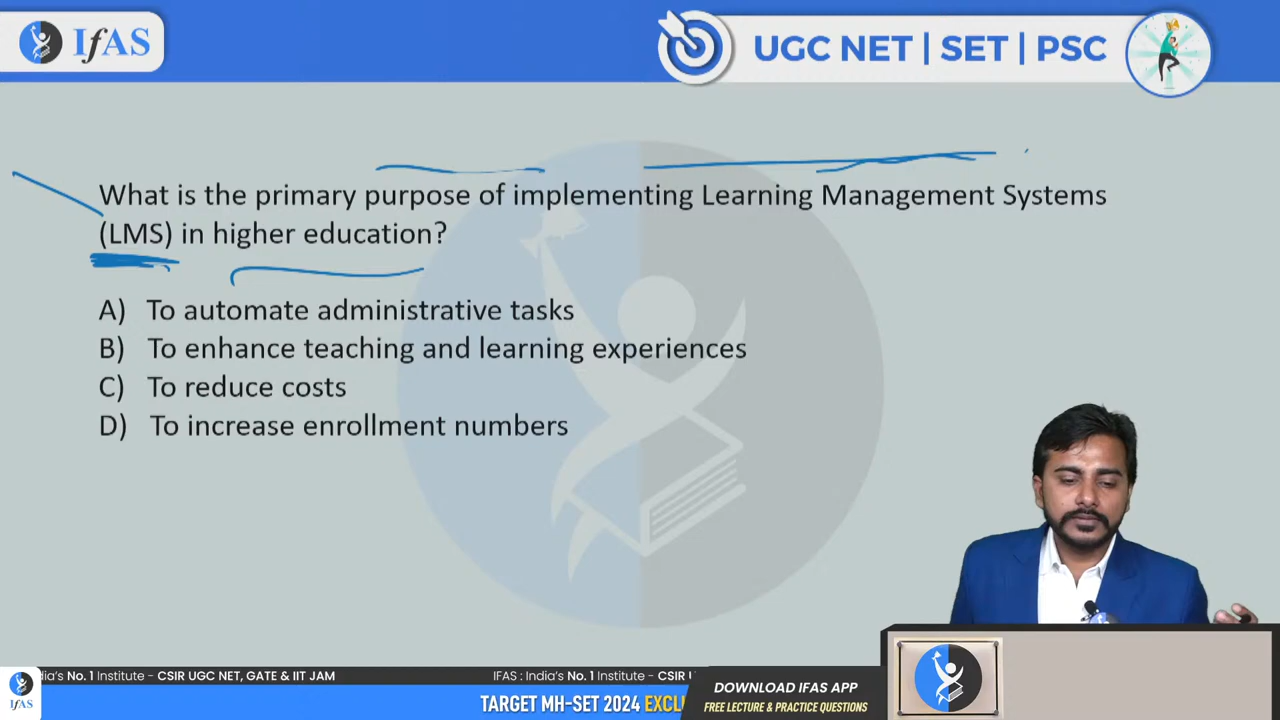 IfAS
UGC NET | SET | PSC
What is the primary purpose of implementing Learning Management Systems
(LMS) in higher education?
A) To automate administrative tasks
B) To enhance teaching and learning experiences
C) To reduce costs
D) To increase enrollment numbers
No. 1 Institute - CSIR UGC NET, GATE & IIT JAM
IFAS : India's No. 1 Institute - CSIR
DOWNLOAD IFAS APP
FREE LECTURE & PRACTICE QUESTIONS
IFAS
TARGET MH-SET 2024